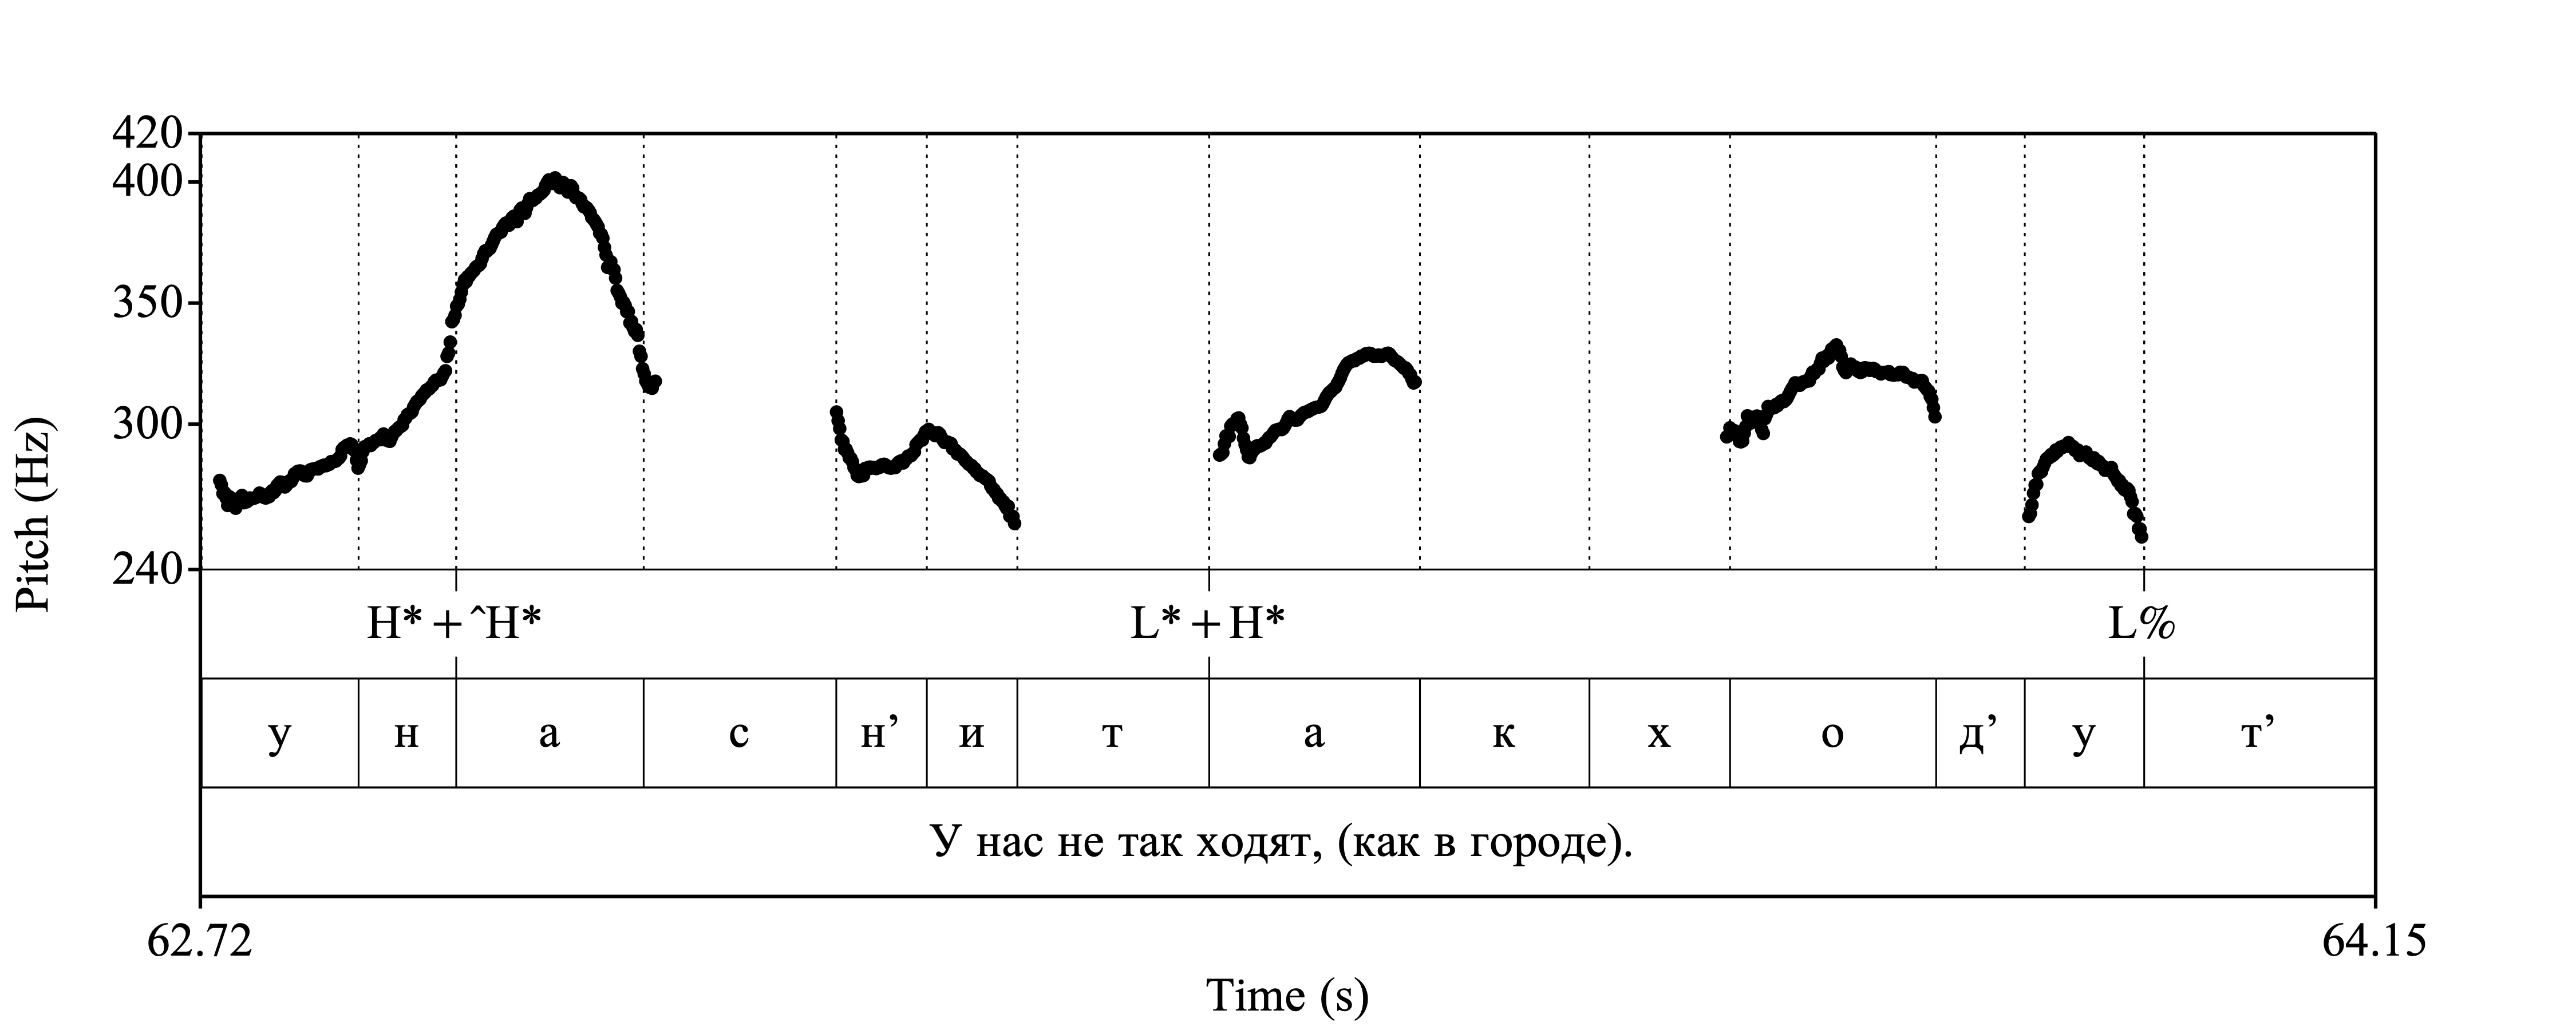 420
400
350
300
240
Pitch (Hz)
H* + ˆH* L* + H* L%
у н а с н’ и т а к х о д’ у т’
У нас не так ходят, (как в городе).
62.72 64.15
Time (s)